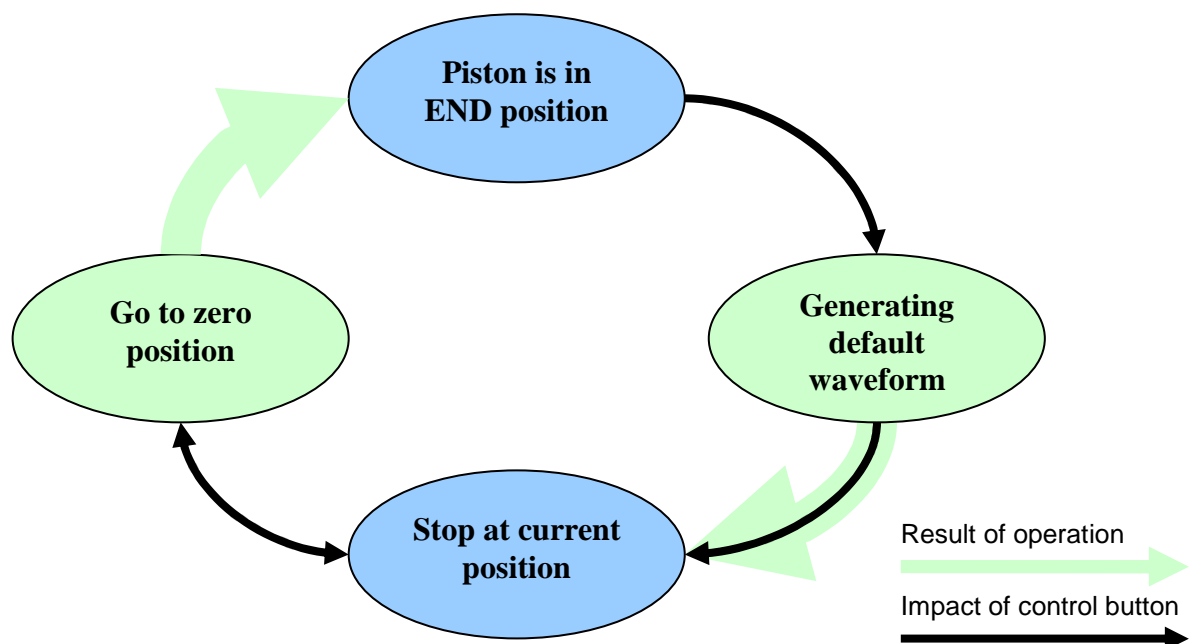 Piston is in
END position
Go to zero
position
Generating
default
waveform
Stop at current
position
Result of operation
Impact of control button